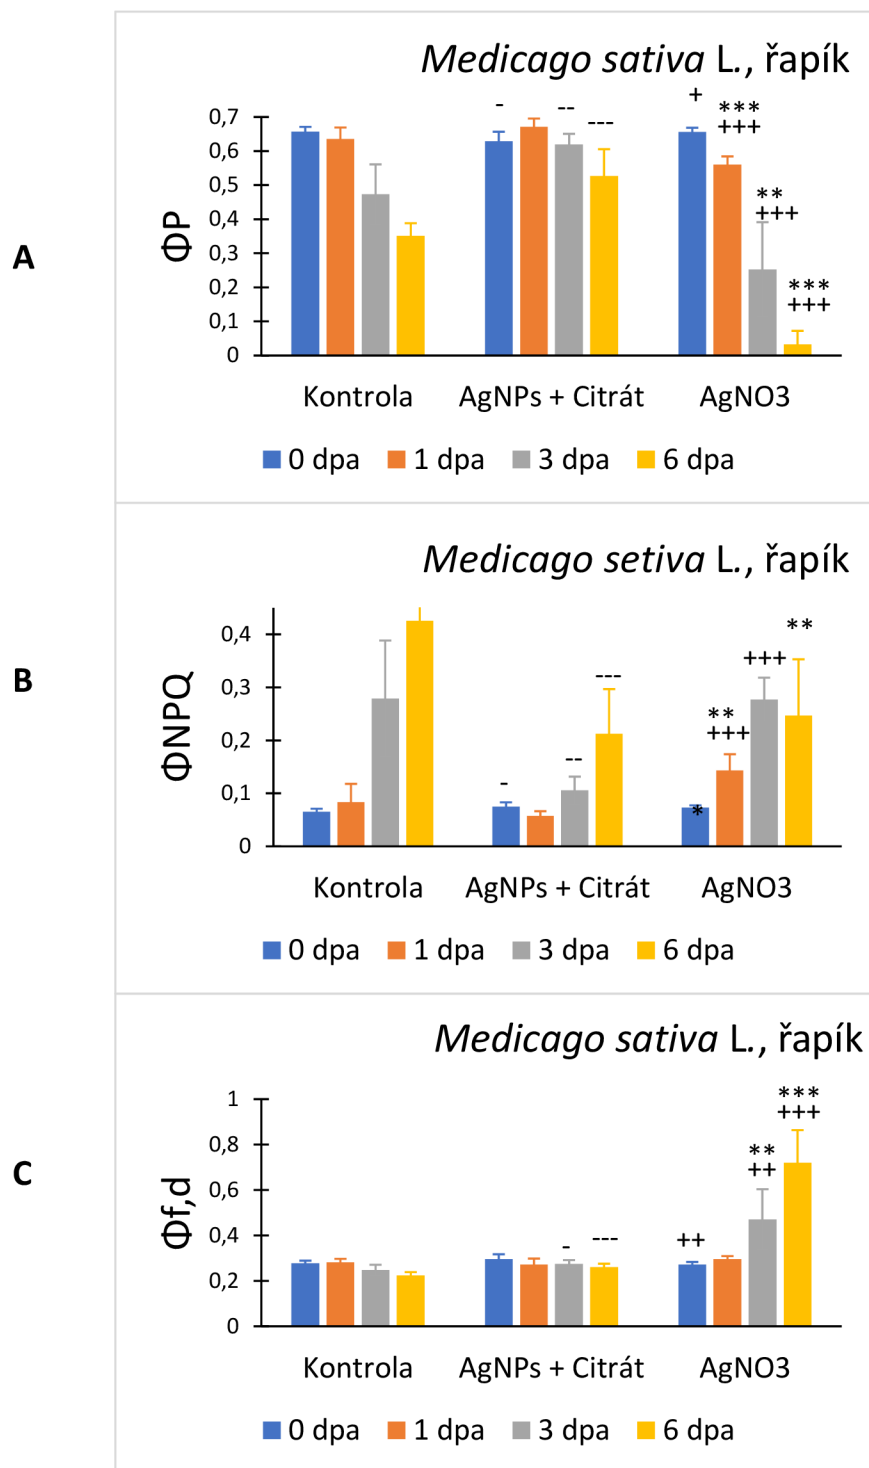 Medicago sativa L., řapík
A
ΦP
0,7
0,6
0,5
0,4
0,3
0,2
0,1
0
- -- --- + *** +++ ** +++ *** +++
Kontrola AgNPs + Citrát AgNO3
0 dpa 1 dpa 3 dpa 6 dpa
Medicago setiva L., řapík
B
ΦNPQ
0,4
0,3
0,2
0,1
0
- -- --- * ** +++ +++ **
Kontrola AgNPs + Citrát AgNO3
0 dpa 1 dpa 3 dpa 6 dpa
Medicago sativa L., řapík
C
Φf,d
1
0,8
0,6
0,4
0,2
0
- --- ++ ** ++ *** +++
Kontrola AgNPs + Citrát AgNO3
0 dpa 1 dpa 3 dpa 6 dpa